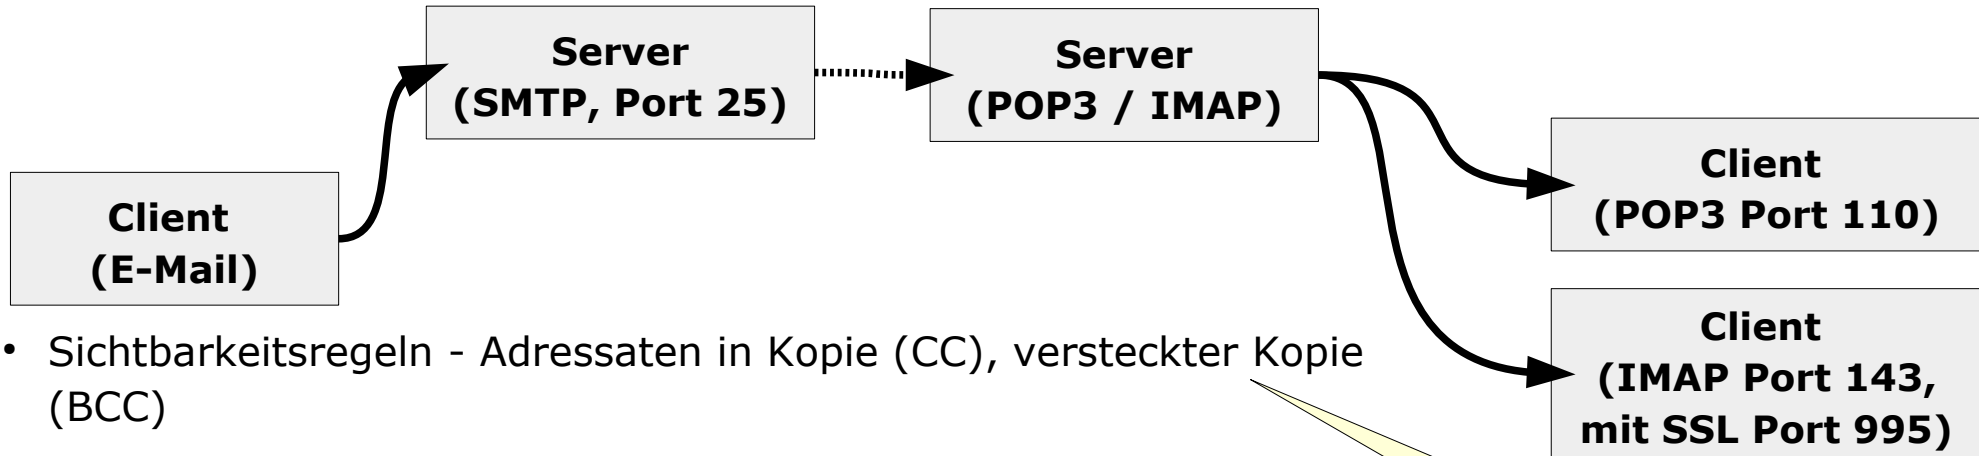 Server
(SMTP, Port 25)
Server
(POP3 / IMAP)
Client
(E-Mail)
Client
(POP3 Port 110)
Client
(IMAP Port 143,
mit SSL Port 995)
• Sichtbarkeitsregeln - Adressaten in Kopie (CC), versteckter Kopie
(BCC)